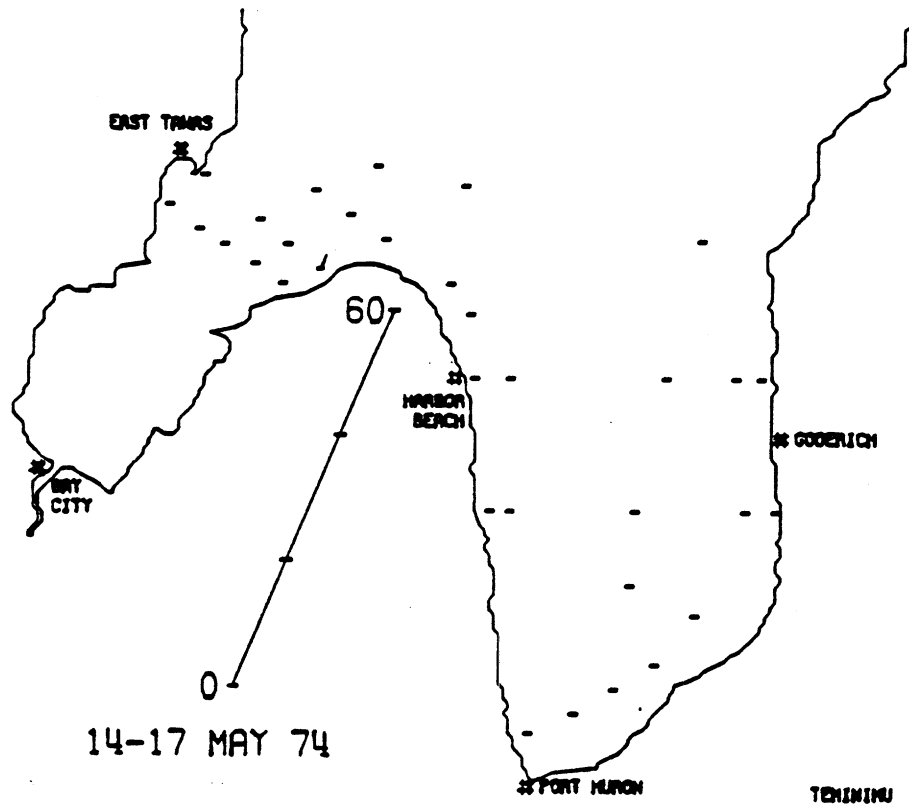 EAST TAWAS
60
HARBOR
BEACH
GODERICH
BAY
CITY
0
14-17 MAY 74
PORT HURON